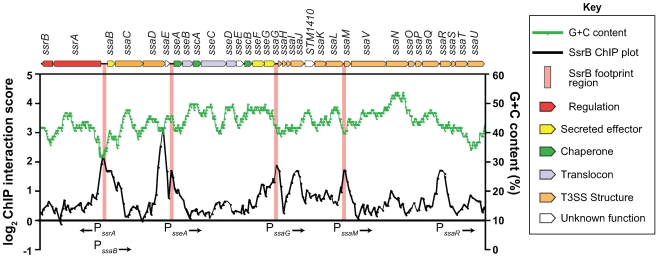 ssrB
ssrA
ssaB
ssaC
ssaD
ssaE
sseA
sseB
sscA
sseC
sseD
sseE
sscB
sseF
sseG
ssaG
ssaH
ssaI
ssaJ
STM1410
ssaK
ssaL
ssaM
ssaV
ssaN
ssaO
ssaP
ssaQ
ssaR
ssaS
ssaT
ssaU
log2 ChIP interaction score
5
4
3
2
1
0
-1
60
50
40
30
20
10
0
G+C content (%)
PssrA
PssaB
PsseA
PssaG
PssaM
PssaR
Key
G+C content
SsrB ChIP plot
SsrB footprint
region
Regulation
Secreted effector
Chaperone
Translocon
T3SS Structure
Unknown function